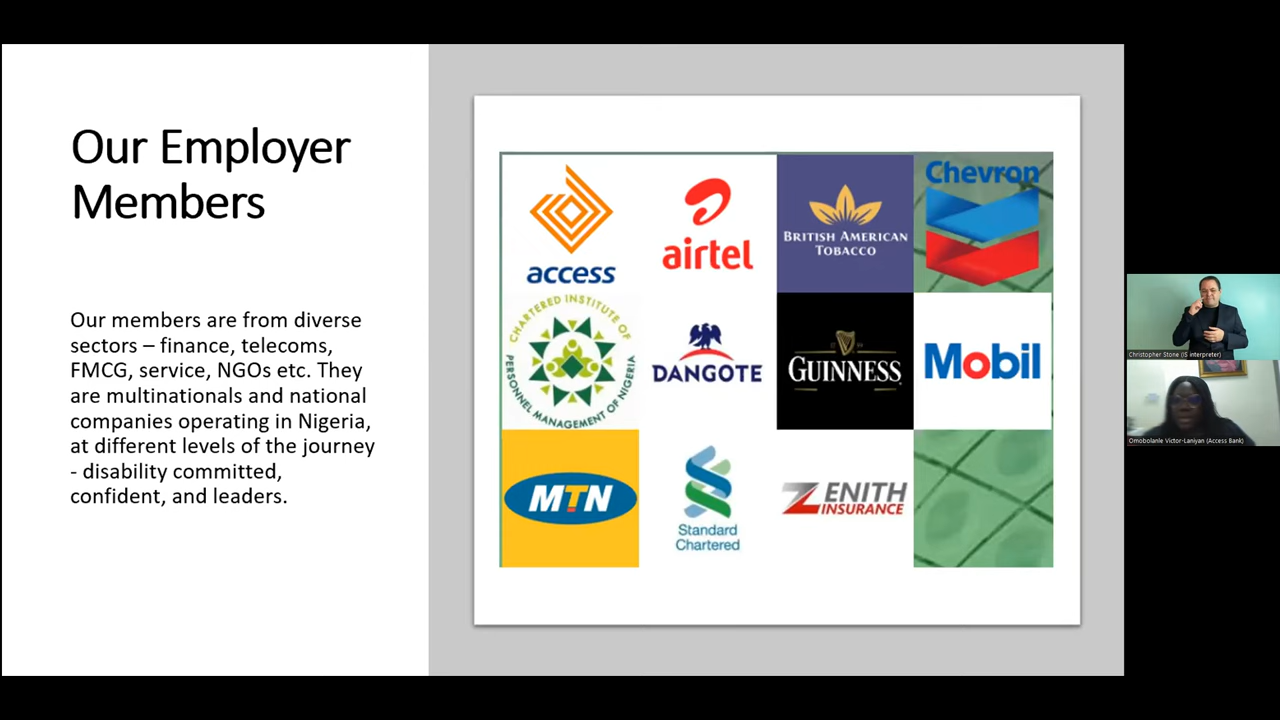 Our Employer
Members
Our members are from diverse
sectors – finance, telecoms,
FMCG, service, NGOs etc. They
are multinationals and national
companies operating in Nigeria,
at different levels of the journey
- disability committed,
confident, and leaders.
access
airtel
BRITISH AMERICAN
TOBACCO
Chevron
CHARTERED INSTITUTE OF
PERSONNEL MANAGEMENT OF NIGERIA
DANGOTE
GUINNESS
Mobil
MTN
Standard
Chartered
ZENITH
INSURANCE
Christopher Stone (IS interpreter)
Omobolanle Victor-Laniyan (Access Bank)